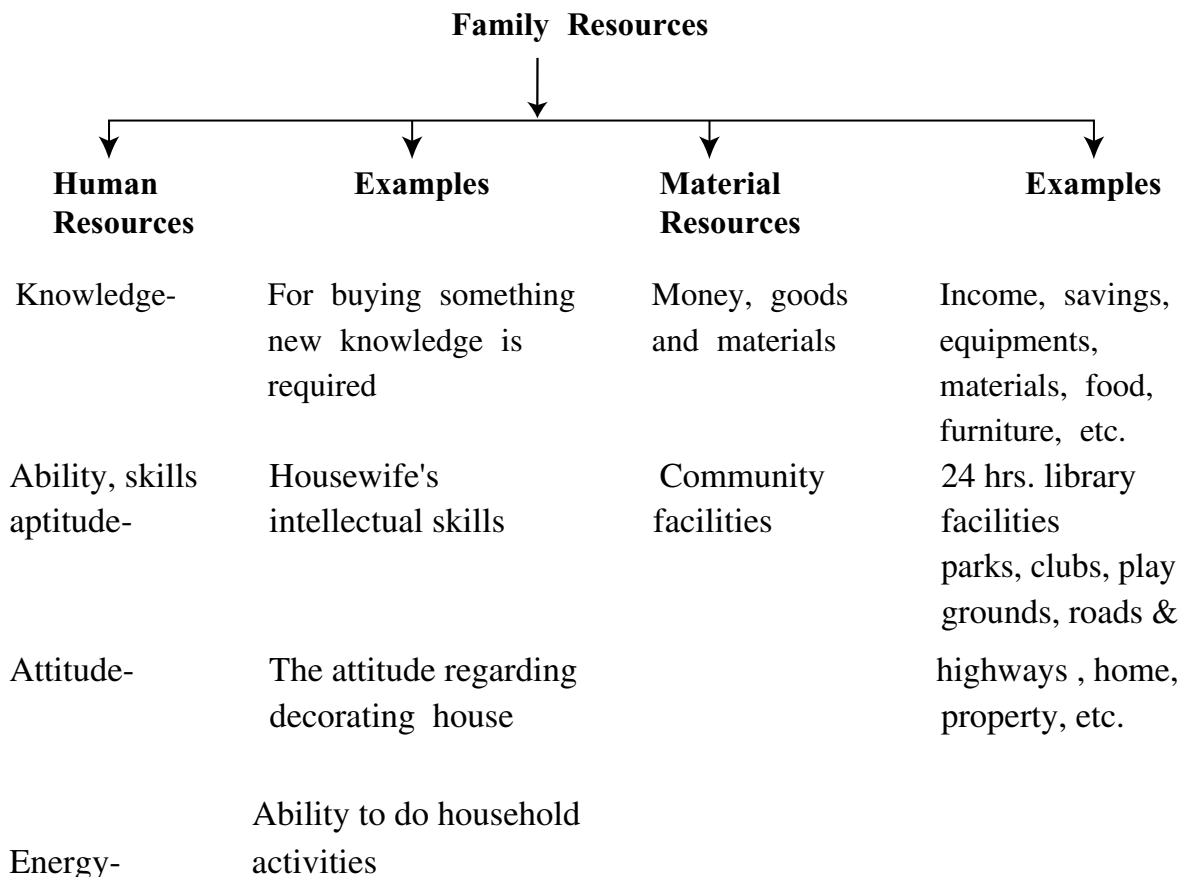 Family Resources
Human Resources
Examples
Material Resources
Examples
Knowledge-
For buying something
new knowledge is
required
Money, goods
and materials
Income, savings,
equipments,
materials, food,
furniture, etc.
Ability, skills
aptitude-
Housewife's
intellectual skills
Community
facilities
24 hrs. library
facilities
parks, clubs, play
grounds, roads &
highways , home,
property, etc.
Attitude-
The attitude regarding
decorating house
Energy-
Ability to do household
activities